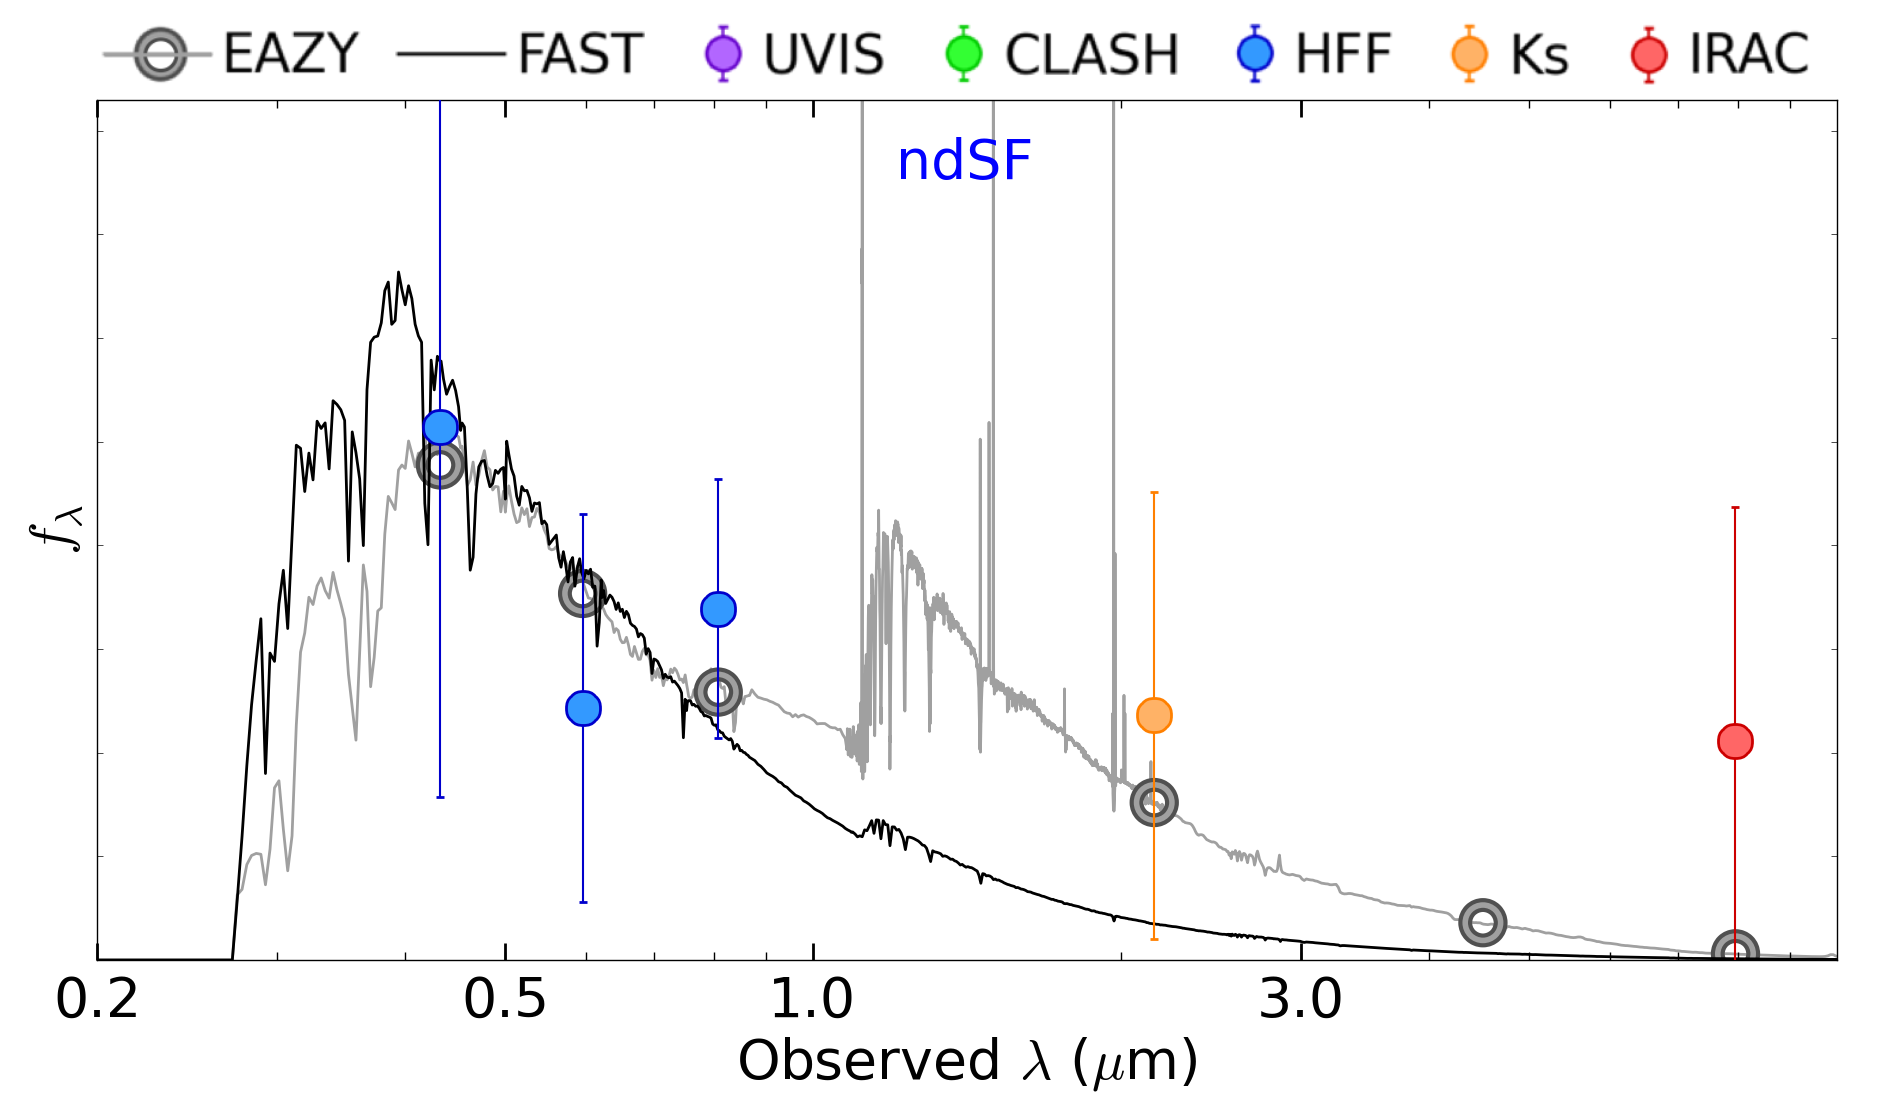 EAZY FAST UVIS CLASH HFF Ks IRAC
ndSF
fλ
0.2 0.5 1.0 3.0
Observed λ (μm)